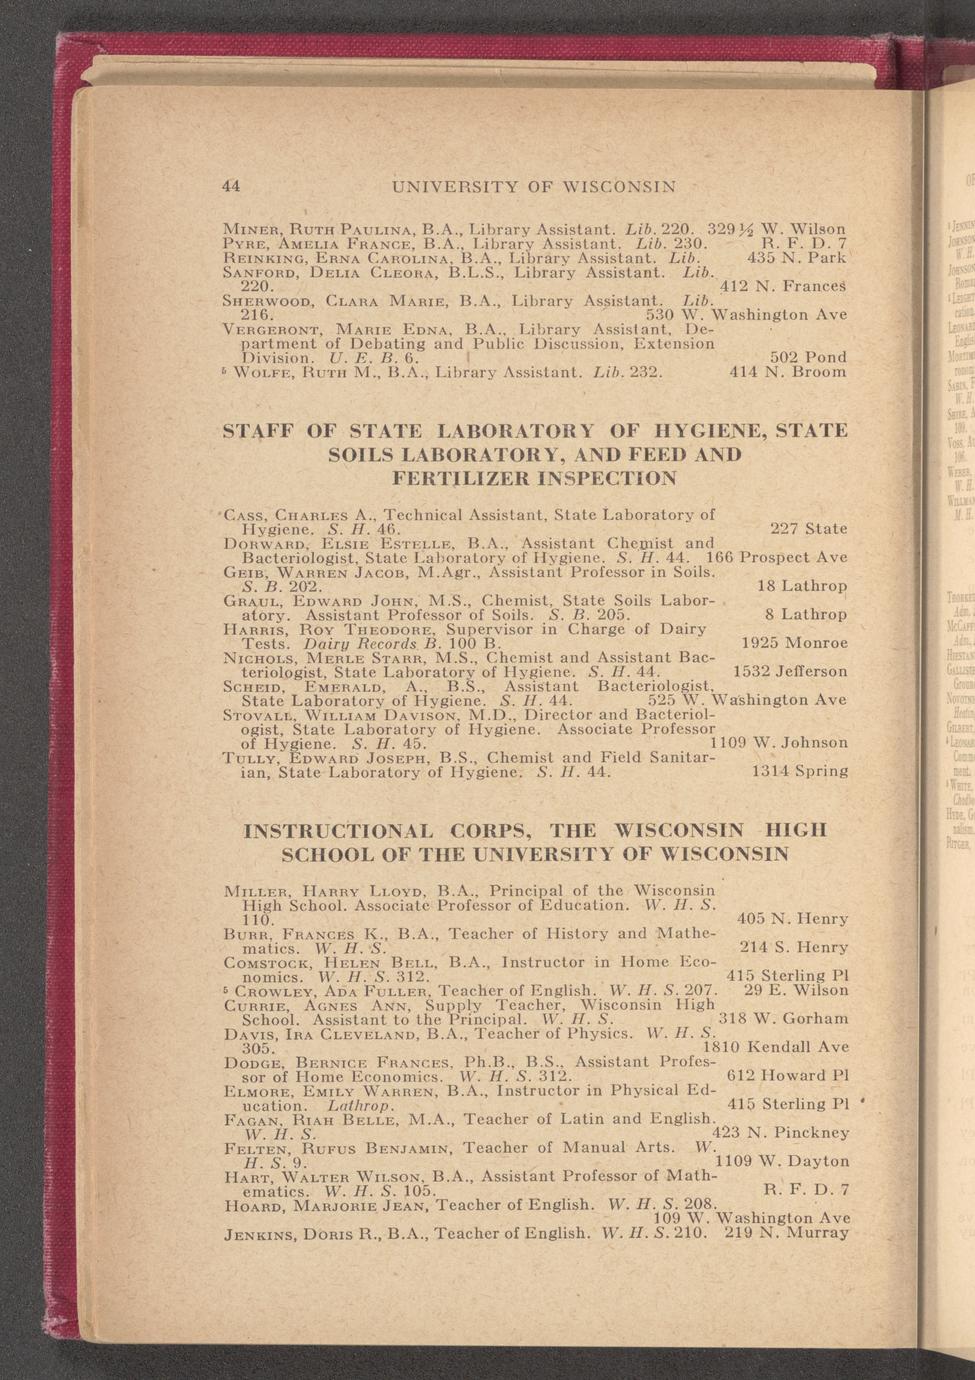 44 UNIVERSITY OF WISCONSIN
MINER, RUTH PAULINA, B.A., Library Assistant. Lib. 220. 329½ W. Wilson
PYRE, AMELIA FRANCE, B.A., Library Assistant. Lib. 230. R. F. D. 7
REINKING, ERNA CAROLINA, B.A., Library Assistant. Lib. 435 N. Park
SANFORD, DELIA CLEORA, B.L.S., Library Assistant. Lib.
220. 412 N. Frances
SHERWOOD, CLARA MARIE, B.A., Library Assistant. Lib.
216. 530 W. Washington Ave
VERGERONT, MARIE EDNA, B.A., Library Assistant, De-
partment of Debating and Public Discussion, Extension
Division. U. E. B. 6. 502 Pond
⁵ WOLFE, RUTH M., B.A., Library Assistant. Lib. 232. 414 N. Broom
STAFF OF STATE LABORATORY OF HYGIENE, STATE
SOILS LABORATORY, AND FEED AND
FERTILIZER INSPECTION
CASS, CHARLES A., Technical Assistant, State Laboratory of
Hygiene. S. H. 46. 227 State
DORWARD, ELSIE ESTELLE, B.A., Assistant Chemist and
Bacteriologist, State Laboratory of Hygiene. S. H. 44. 166 Prospect Ave
GEIB, WARREN JACOB, M.Agr., Assistant Professor in Soils.
S. B. 202. 18 Lathrop
GRAUL, EDWARD JOHN, M.S., Chemist, State Soils Labor-
atory. Assistant Professor of Soils. S. B. 205. 8 Lathrop
HARRIS, ROY THEODORE, Supervisor in Charge of Dairy
Tests. Dairy Records B. 100 B. 1925 Monroe
NICHOLS, MERLE STARR, M.S., Chemist and Assistant Bac-
teriologist, State Laboratory of Hygiene. S. H. 44. 1532 Jefferson
SCHEID, EMERALD, A., B.S., Assistant Bacteriologist,
State Laboratory of Hygiene. S. H. 44. 525 W. Washington Ave
STOVALL, WILLIAM DAVISON, M.D., Director and Bacteriol-
ogist, State Laboratory of Hygiene. Associate Professor
of Hygiene. S. H. 45. 1109 W. Johnson
TULLY, EDWARD JOSEPH, B.S., Chemist and Field Sanitar-
ian, State Laboratory of Hygiene. S. H. 44. 1314 Spring
INSTRUCTIONAL CORPS, THE WISCONSIN HIGH
SCHOOL OF THE UNIVERSITY OF WISCONSIN
MILLER, HARRY LLOYD, B.A., Principal of the Wisconsin
High School. Associate Professor of Education. W. H. S.
110. 405 N. Henry
BURR, FRANCES K., B.A., Teacher of History and Mathe-
matics. W. H. S. 214 S. Henry
COMSTOCK, HELEN BELL, B.A., Instructor in Home Eco-
nomics. W. H. S. 312. 415 Sterling Pl
⁵ CROWLEY, ADA FULLER, Teacher of English. W. H. S. 207. 29 E. Wilson
CURRIE, AGNES ANN, Supply Teacher, Wisconsin High
School. Assistant to the Principal. W. H. S. 318 W. Gorham
DAVIS, IRA CLEVELAND, B.A., Teacher of Physics. W. H. S.
305. 1810 Kendall Ave
DODGE, BERNICE FRANCES, Ph.B., B.S., Assistant Profes-
sor of Home Economics. W. H. S. 312. 612 Howard Pl
ELMORE, EMILY WARREN, B.A., Instructor in Physical Ed-
ucation. Lathrop. 415 Sterling Pl
FAGAN, RIAH BELLE, M.A., Teacher of Latin and English.
W. H. S. 423 N. Pinckney
FELTEN, RUFUS BENJAMIN, Teacher of Manual Arts. W.
H. S. 9. 1109 W. Dayton
HART, WALTER WILSON, B.A., Assistant Professor of Math-
ematics. W. H. S. 105. R. F. D. 7
HOARD, MARJORIE JEAN, Teacher of English. W. H. S. 208.
109 W. Washington Ave
JENKINS, DORIS R., B.A., Teacher of English. W. H. S. 210. 219 N. Murray